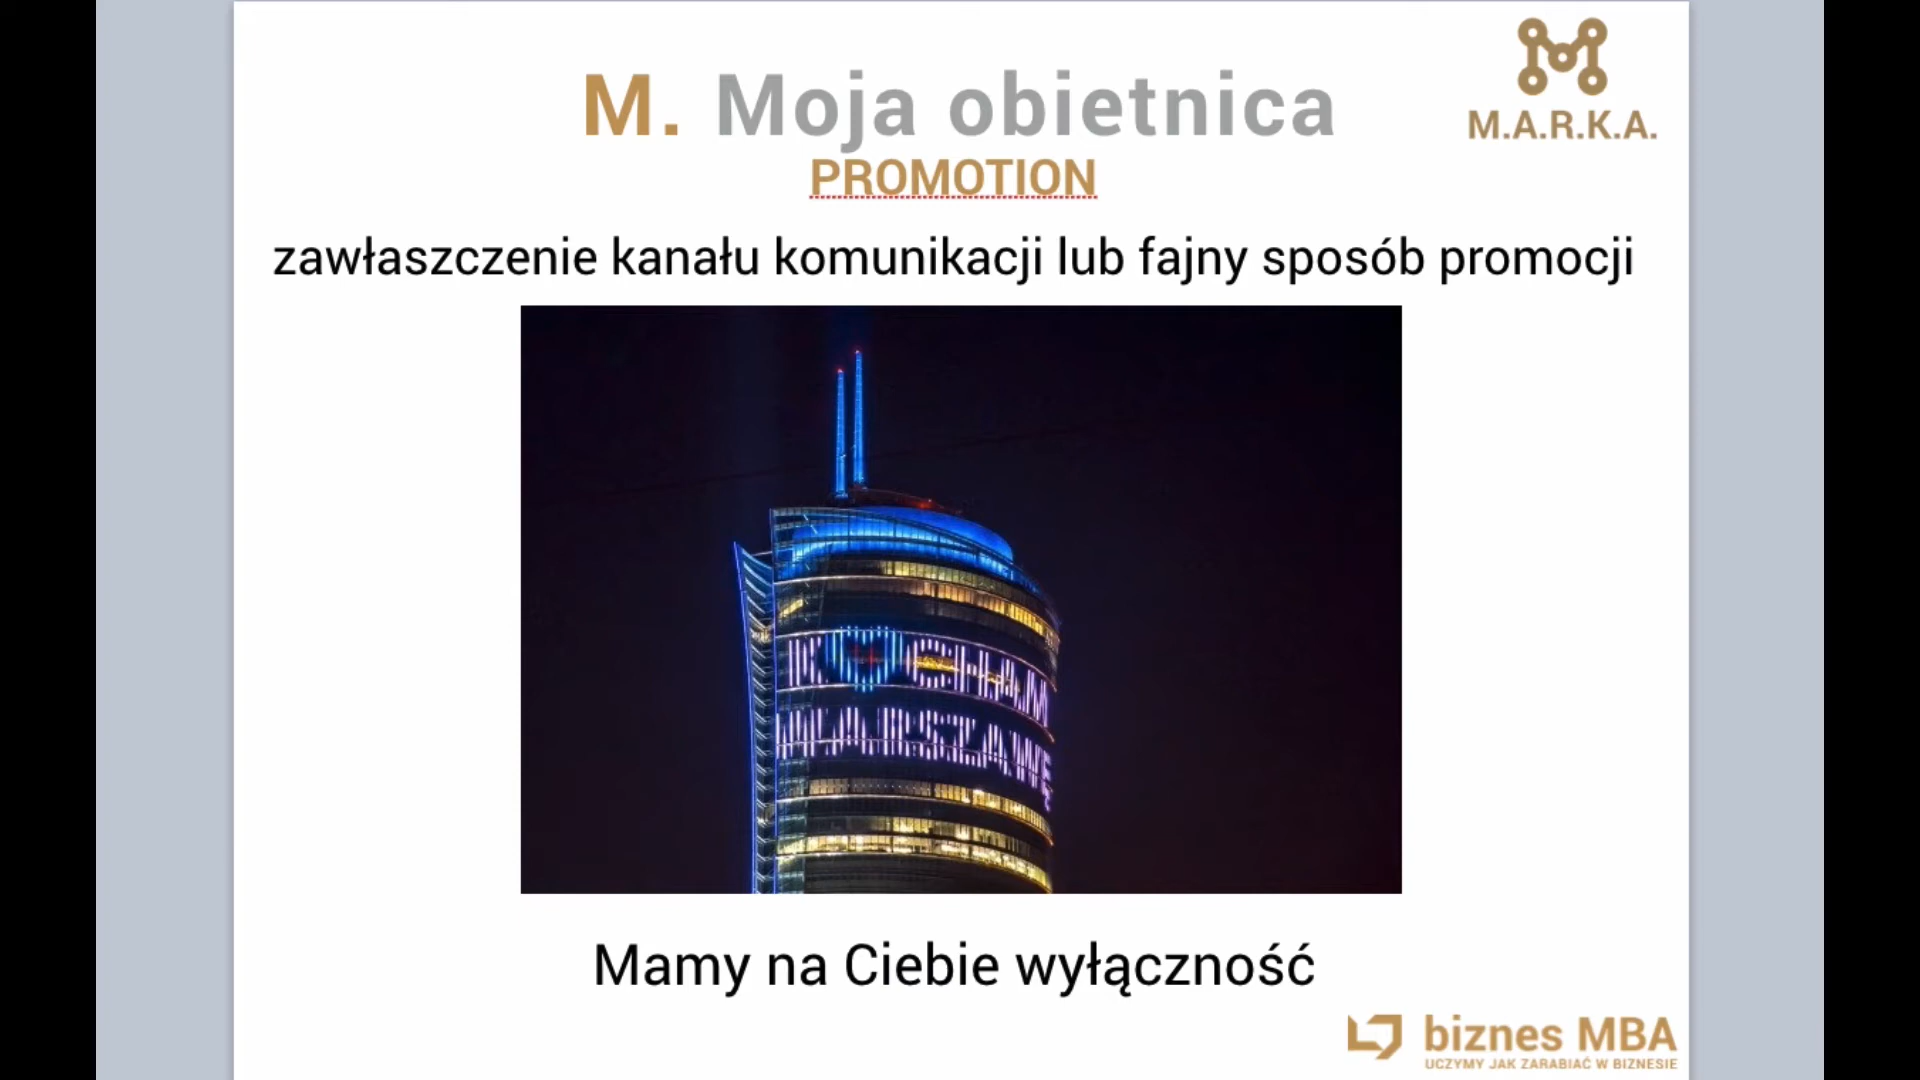 M. Moja obietnica
M.A.R.K.A.
PROMOTION
zawłaszczenie kanału komunikacji lub fajny sposób promocji
KCHAM
WARSZAWĘ
Mamy na Ciebie wyłączność
biznes MBA
UCZYMY JAK ZARABIAĆ W BIZNESIE